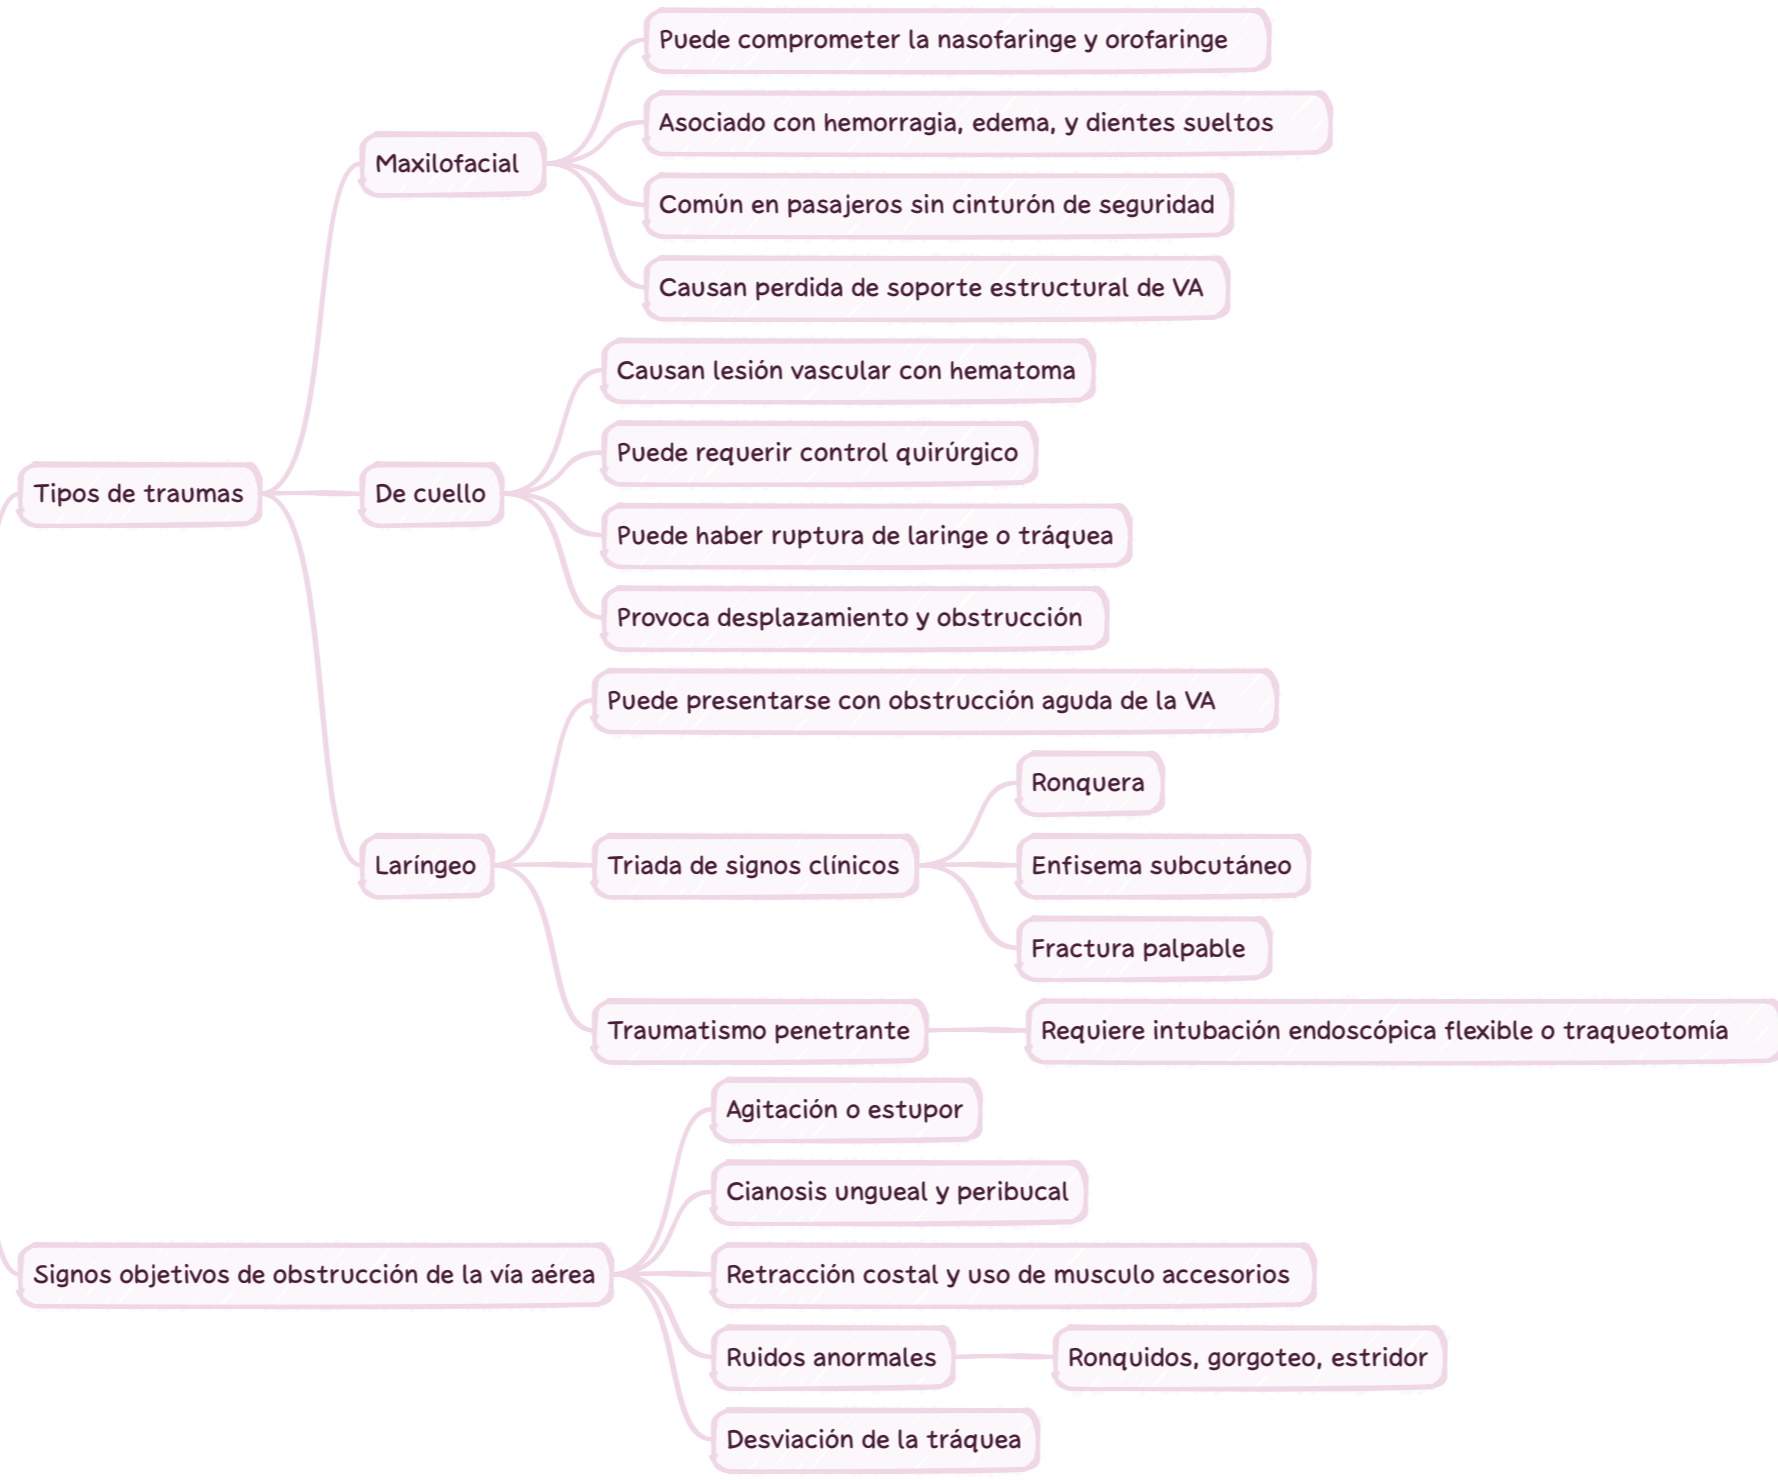 Tipos de traumas
Maxilofacial
Puede comprometer la nasofaringe y orofaringe
Asociado con hemorragia, edema, y dientes sueltos
Común en pasajeros sin cinturón de seguridad
Causan perdida de soporte estructural de VA
De cuello
Causan lesión vascular con hematoma
Puede requerir control quirúrgico
Puede haber ruptura de laringe o tráquea
Provoca desplazamiento y obstrucción
Laríngeo
Puede presentarse con obstrucción aguda de la VA
Triada de signos clínicos
Ronquera
Enfisema subcutáneo
Fractura palpable
Traumatismo penetrante
Requiere intubación endoscópica flexible o traqueotomía
Signos objetivos de obstrucción de la vía aérea
Agitación o estupor
Cianosis ungueal y peribucal
Retracción costal y uso de musculo accesorios
Ruidos anormales
Ronquidos, gorgoteo, estridor
Desviación de la tráquea